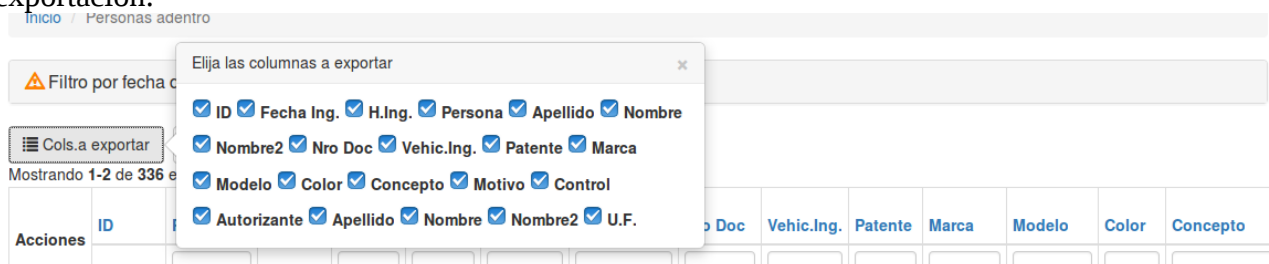 exportación.
Inicio / Personas adentro
Filtro por fecha
Elija las columnas a exportar ×
ID Fecha Ing. H.Ing. Persona Apellido Nombre
Nombre2 Nro Doc Vehic.Ing. Patente Marca
Modelo Color Concepto Motivo Control
Autorizante Apellido Nombre Nombre2 U.F.
Cols.a exportar
Mostrando 1-2 de 336
Acciones ID Doc Vehic.Ing. Patente Marca Modelo Color Concepto